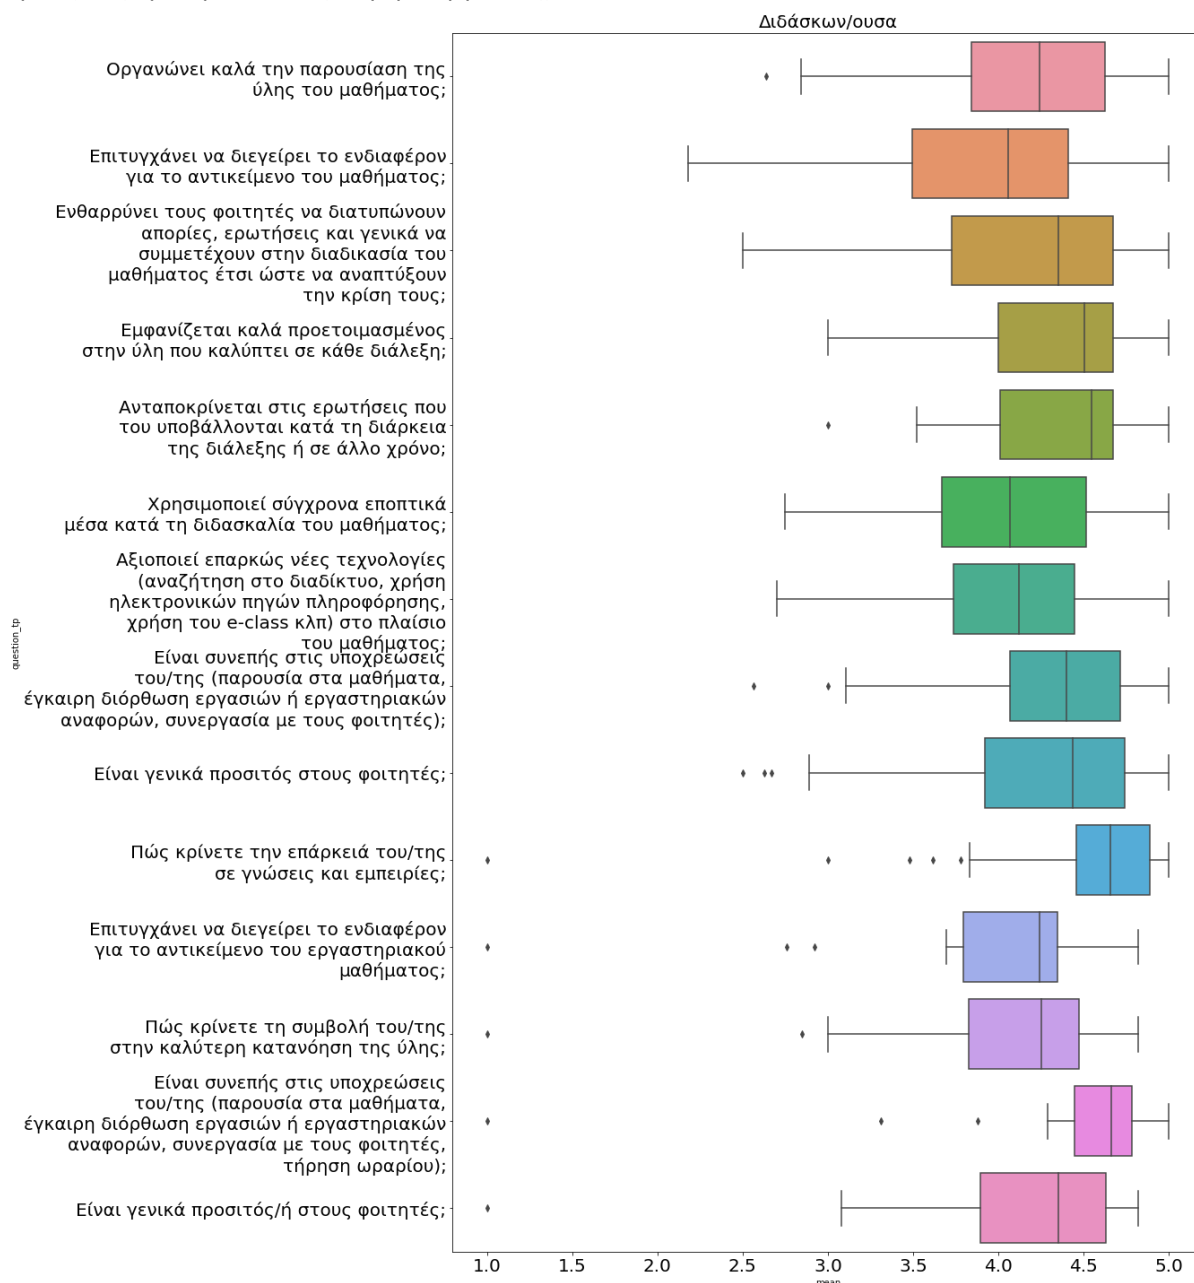 Διδάσκων/ουσα
Οργανώνει καλά την παρουσίαση της
ύλης του μαθήματος;
Επιτυγχάνει να διεγείρει το ενδιαφέρον
για το αντικείμενο του μαθήματος;
Ενθαρρύνει τους φοιτητές να διατυπώνουν
απορίες, ερωτήσεις και γενικά να
συμμετέχουν στην διαδικασία του
μαθήματος έτσι ώστε να αναπτύξουν
την κρίση τους;
Εμφανίζεται καλά προετοιμασμένος
στην ύλη που καλύπτει σε κάθε διάλεξη;
Ανταποκρίνεται στις ερωτήσεις που
του υποβάλλονται κατά τη διάρκεια
της διάλεξης ή σε άλλο χρόνο;
Χρησιμοποιεί σύγχρονα εποπτικά
μέσα κατά τη διδασκαλία του μαθήματος;
Αξιοποιεί επαρκώς νέες τεχνολογίες
(αναζήτηση στο διαδίκτυο, χρήση
ηλεκτρονικών πηγών πληροφόρησης,
χρήση του e-class κλπ) στο πλαίσιο
του μαθήματος;
Είναι συνεπής στις υποχρεώσεις
του/της (παρουσία στα μαθήματα,
έγκαιρη διόρθωση εργασιών ή εργαστηριακών
αναφορών, συνεργασία με τους φοιτητές);
Είναι γενικά προσιτός στους φοιτητές;
Πώς κρίνετε την επάρκειά του/της
σε γνώσεις και εμπειρίες;
Επιτυγχάνει να διεγείρει το ενδιαφέρον
για το αντικείμενο του εργαστηριακού
μαθήματος;
Πώς κρίνετε τη συμβολή του/της
στην καλύτερη κατανόηση της ύλης;
Είναι συνεπής στις υποχρεώσεις
του/της (παρουσία στα μαθήματα,
έγκαιρη διόρθωση εργασιών ή εργαστηριακών
αναφορών, συνεργασία με τους φοιτητές,
τήρηση ωραρίου);
Είναι γενικά προσιτός/ή στους φοιτητές;
question_tp
1.0 1.5 2.0 2.5 3.0 3.5 4.0 4.5 5.0
mean